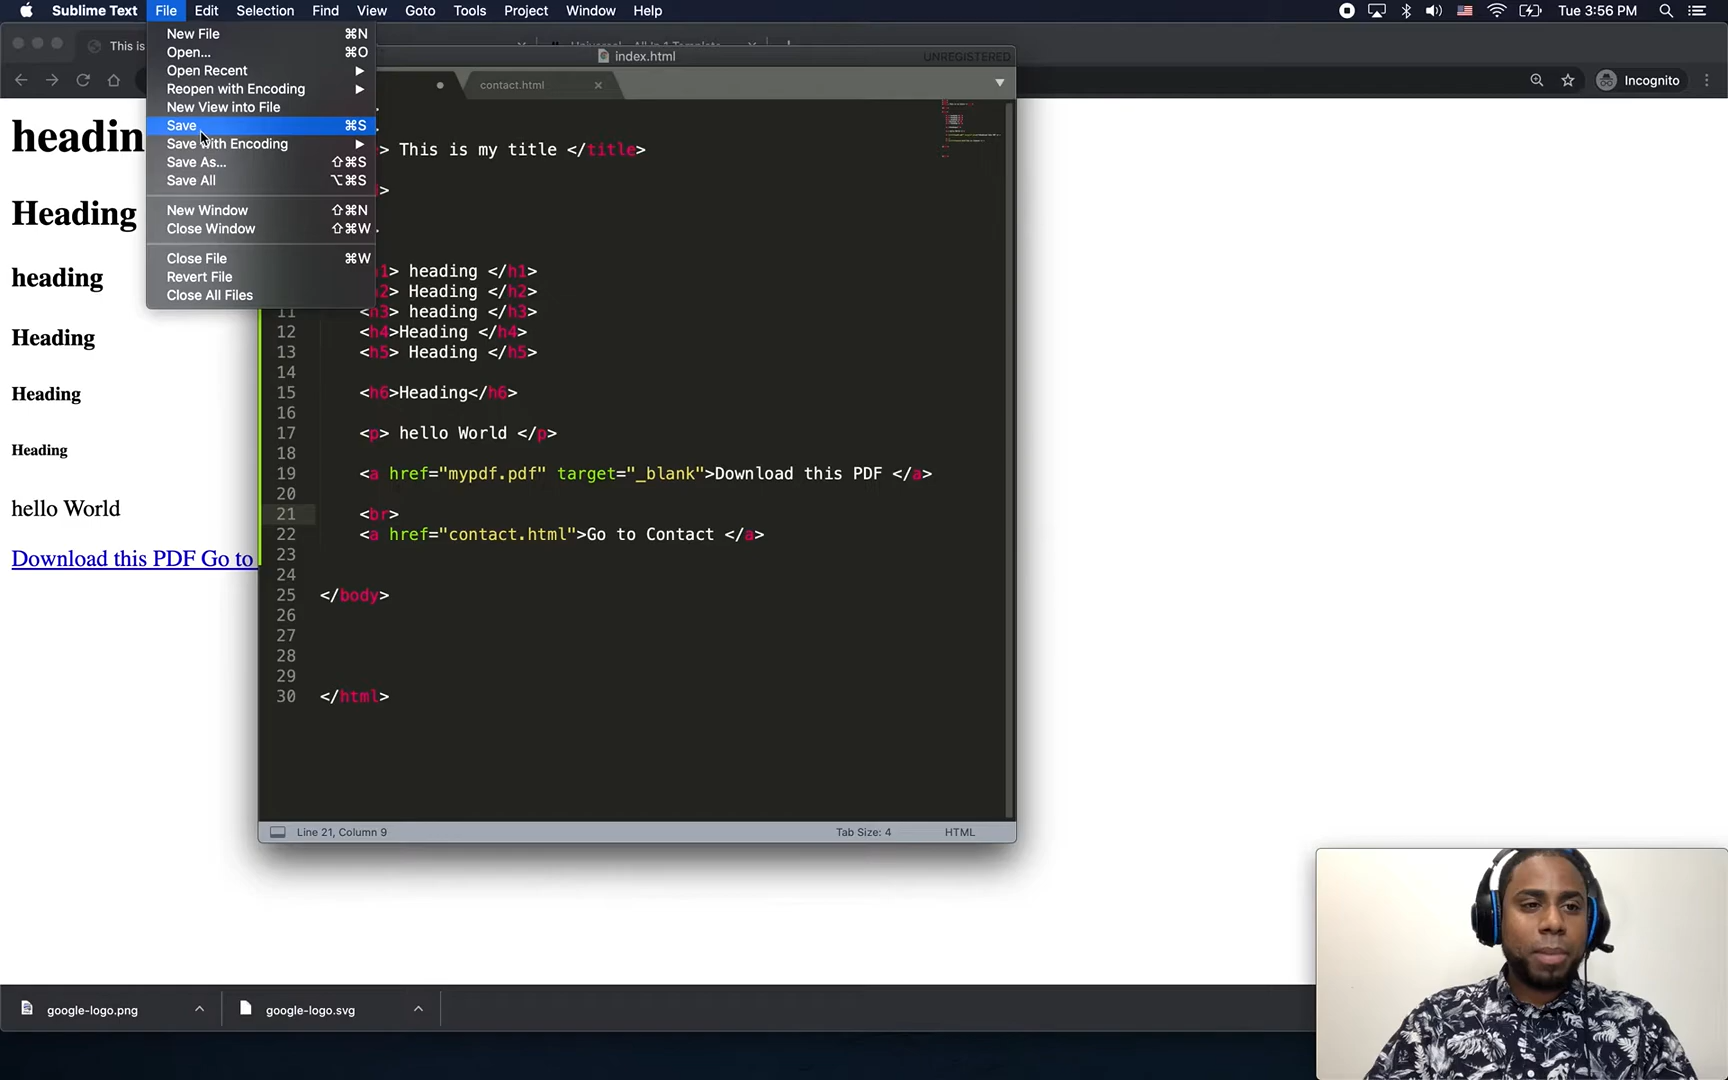 Sublime Text File Edit Selection Find View Goto Tools Project Window Help Tue 3:56 PM
New File ⌘N
Open... ⌘O
Open Recent
Reopen with Encoding
New View into File
Save ⌘S
Save with Encoding
Save As... ⇧⌘S
Save All ⌥⌘S
New Window ⇧⌘N
Close Window ⇧⌘W
Close File ⌘W
Revert File
Close All Files
This is
Incognito
index.html
UNREGISTERED
contact.html
> This is my title </title>
>
1> heading </h1>
2> Heading </h2>
11 <h3> heading </h3>
12 <h4>Heading </h4>
13 <h5> Heading </h5>
14
15 <h6>Heading</h6>
16
17 <p> hello World </p>
18
19 <a href="mypdf.pdf" target="_blank">Download this PDF </a>
20
21 <br>
22 <a href="contact.html">Go to Contact </a>
23
24
25 </body>
26
27
28
29
30 </html>
Line 21, Column 9 Tab Size: 4 HTML
headin
Heading
heading
Heading
Heading
Heading
hello World
Download this PDF Go to
google-logo.png
google-logo.svg